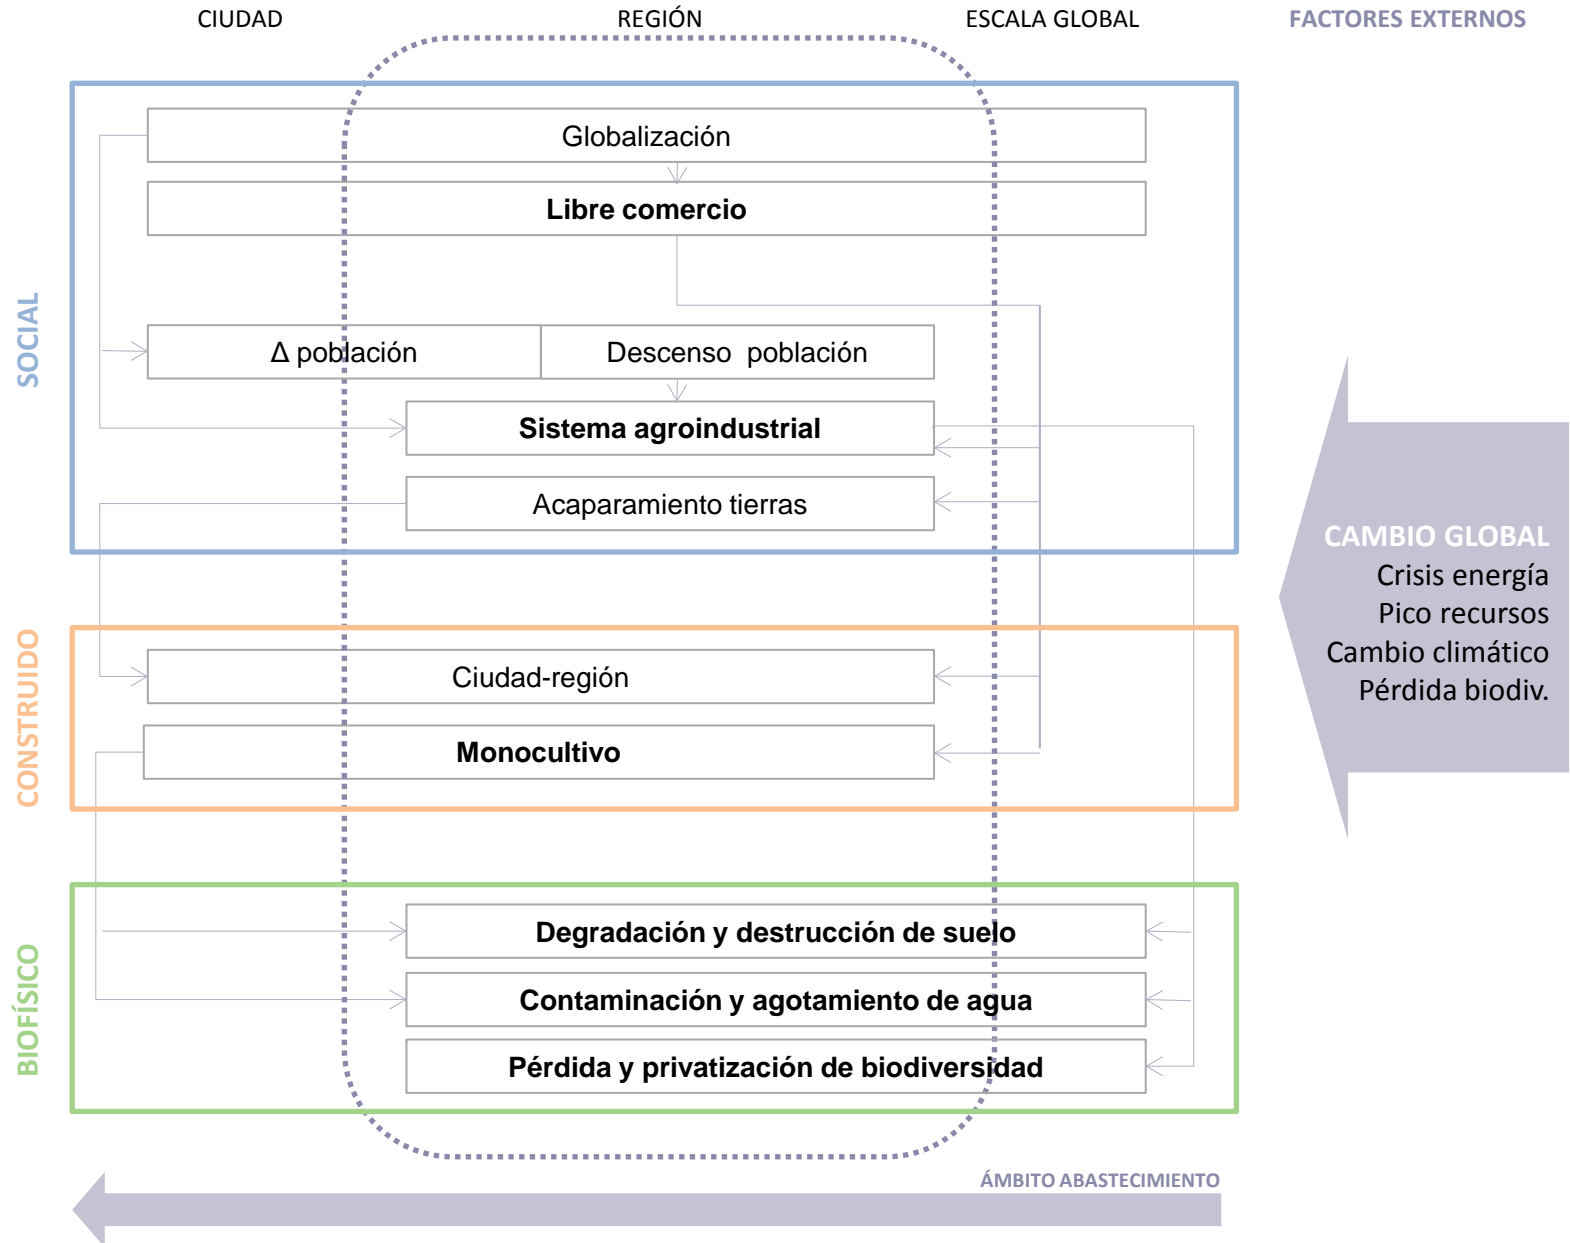 CIUDAD
REGIÓN
ESCALA GLOBAL
FACTORES EXTERNOS
SOCIAL
Globalización
Libre comercio
Δ población
Descenso población
Sistema agroindustrial
Acaparamiento tierras
CAMBIO GLOBAL
Crisis energía
Pico recursos
Cambio climático
Pérdida biodiv.
CONSTRUIDO
Ciudad-región
Monocultivo
BIOFÍSICO
Degradación y destrucción de suelo
Contaminación y agotamiento de agua
Pérdida y privatización de biodiversidad
ÁMBITO ABASTECIMIENTO